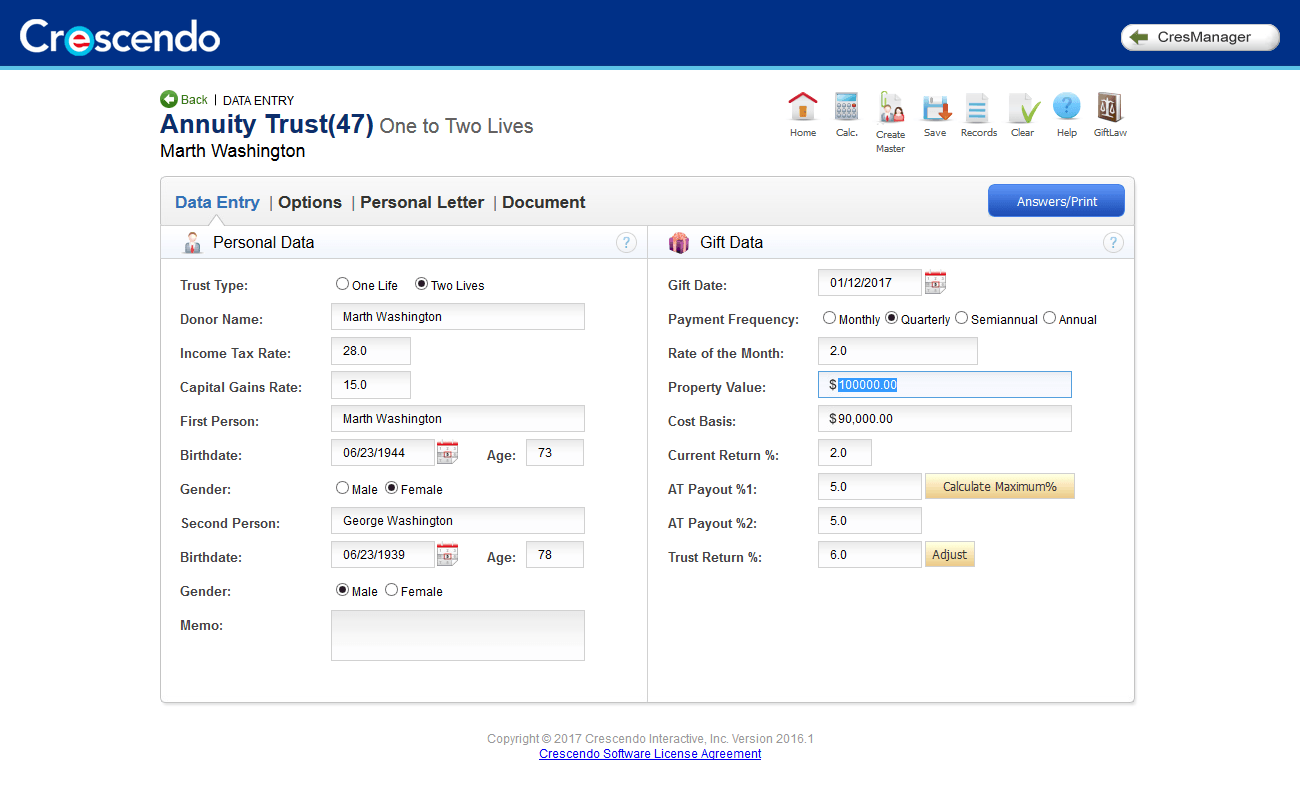 Crescendo
CresManager
Back | DATA ENTRY
Annuity Trust(47) One to Two Lives
Marth Washington
Home
Calc.
Create
Master
Save
Records
Clear
Help
GiftLaw
Data Entry | Options | Personal Letter | Document
Answers/Print
Personal Data
?
Trust Type: One Life Two Lives
Donor Name: Marth Washington
Income Tax Rate: 28.0
Capital Gains Rate: 15.0
First Person: Marth Washington
Birthdate: 06/23/1944 Age: 73
Gender: Male Female
Second Person: George Washington
Birthdate: 06/23/1939 Age: 78
Gender: Male Female
Memo:
Gift Data
?
Gift Date: 01/12/2017
Payment Frequency: Monthly Quarterly Semiannual Annual
Rate of the Month: 2.0
Property Value: $100000.00
Cost Basis: $90,000.00
Current Return %: 2.0
AT Payout %1: 5.0 Calculate Maximum%
AT Payout %2: 5.0
Trust Return %: 6.0 Adjust
Copyright © 2017 Crescendo Interactive, Inc. Version 2016.1
Crescendo Software License Agreement